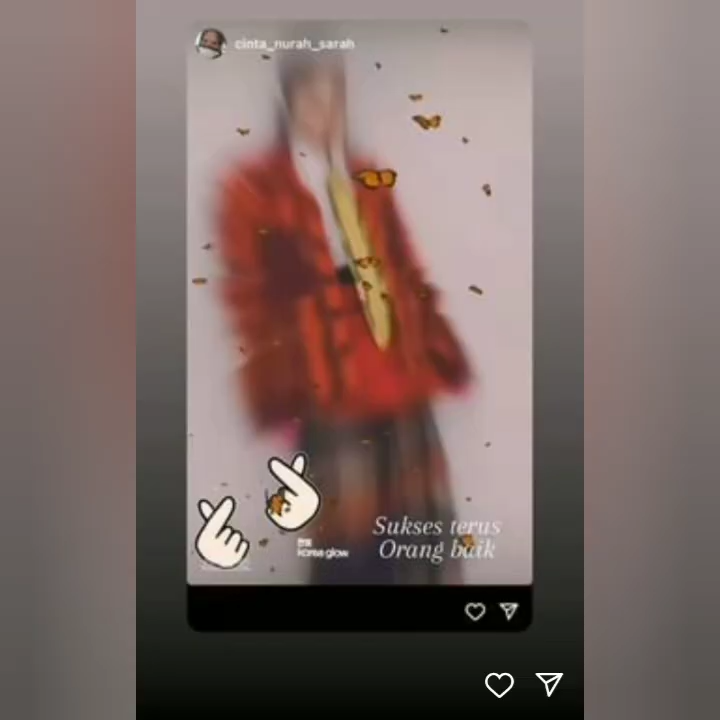 cinta_nurah_sarah
Sukses terus
Orang baik
korea glow